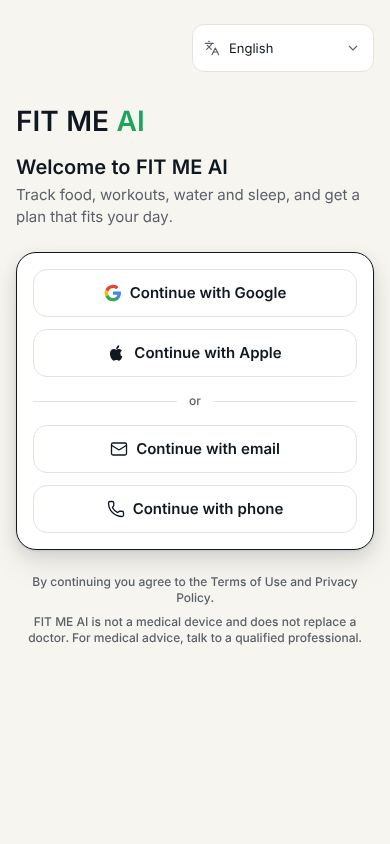 English
FIT ME AI
Welcome to FIT ME AI
Track food, workouts, water and sleep, and get a
plan that fits your day.
Continue with Google
Continue with Apple
or
Continue with email
Continue with phone
By continuing you agree to the Terms of Use and Privacy
Policy.
FIT ME AI is not a medical device and does not replace a
doctor. For medical advice, talk to a qualified professional.